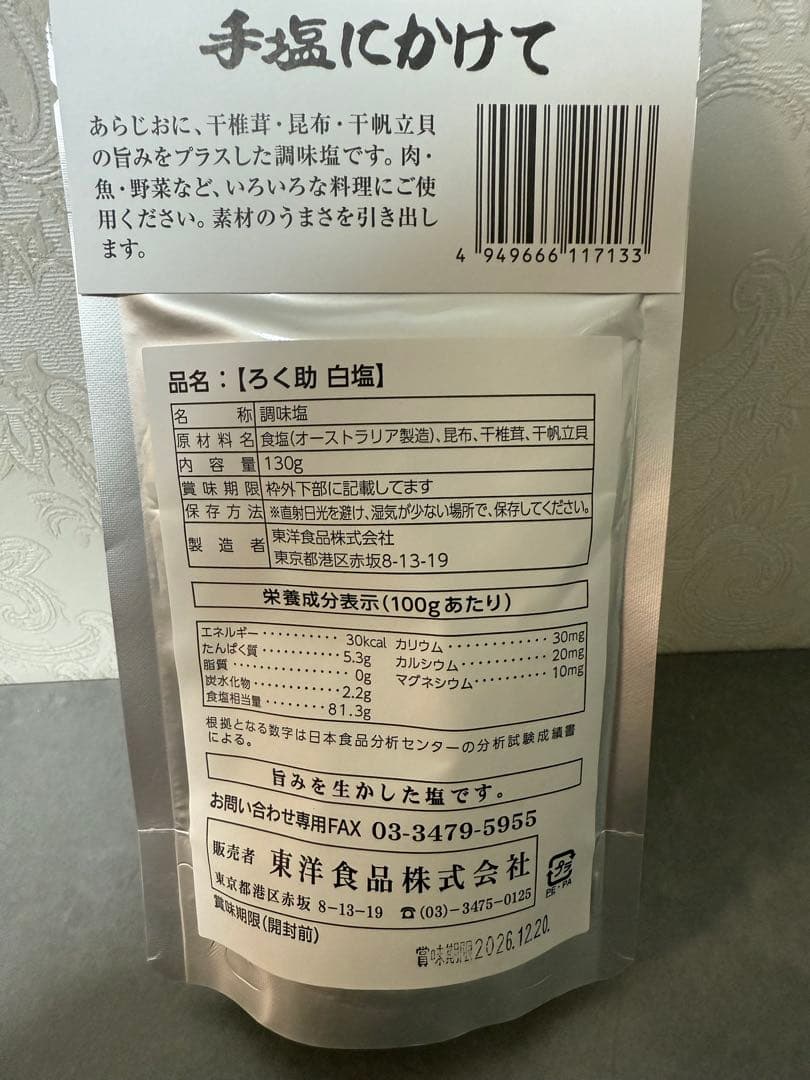 手塩にかけて
あらじおに、干椎茸・昆布・干帆立貝
の旨みをプラスした調味塩です。肉・
魚・野菜など、いろいろな料理にご使
用ください。素材のうまさを引き出し
ます。
4 949666 117133
品名：【ろく助 白塩】
名称 調味塩
原材料名 食塩(オーストラリア製造)、昆布、干椎茸、干帆立貝
内容量 130g
賞味期限 枠外下部に記載してます
保存方法 ※直射日光を避け、湿気が少ない場所で、保存してください。
製造者 東洋食品株式会社
東京都港区赤坂8-13-19
栄養成分表示(100gあたり)
エネルギー・・・・・・・・・・30kcal
たんぱく質・・・・・・・・・・5.3g
脂質・・・・・・・・・・・・・・0g
炭水化物・・・・・・・・・・・・2.2g
食塩相当量・・・・・・・・81.3g
カリウム・・・・・・・・・・・・30mg
カルシウム・・・・・・・・・・20mg
マグネシウム・・・・・・・・・10mg
根拠となる数字は日本食品分析センターの分析試験成績書
による。
旨みを生かした塩です。
お問い合わせ専用FAX 03-3479-5955
販売者 東洋食品株式会社
東京都港区赤坂 8-13-19 ☎(03)-3475-0125
プラ
PE・PA
賞味期限(開封前)
賞味期限2026.12.20.